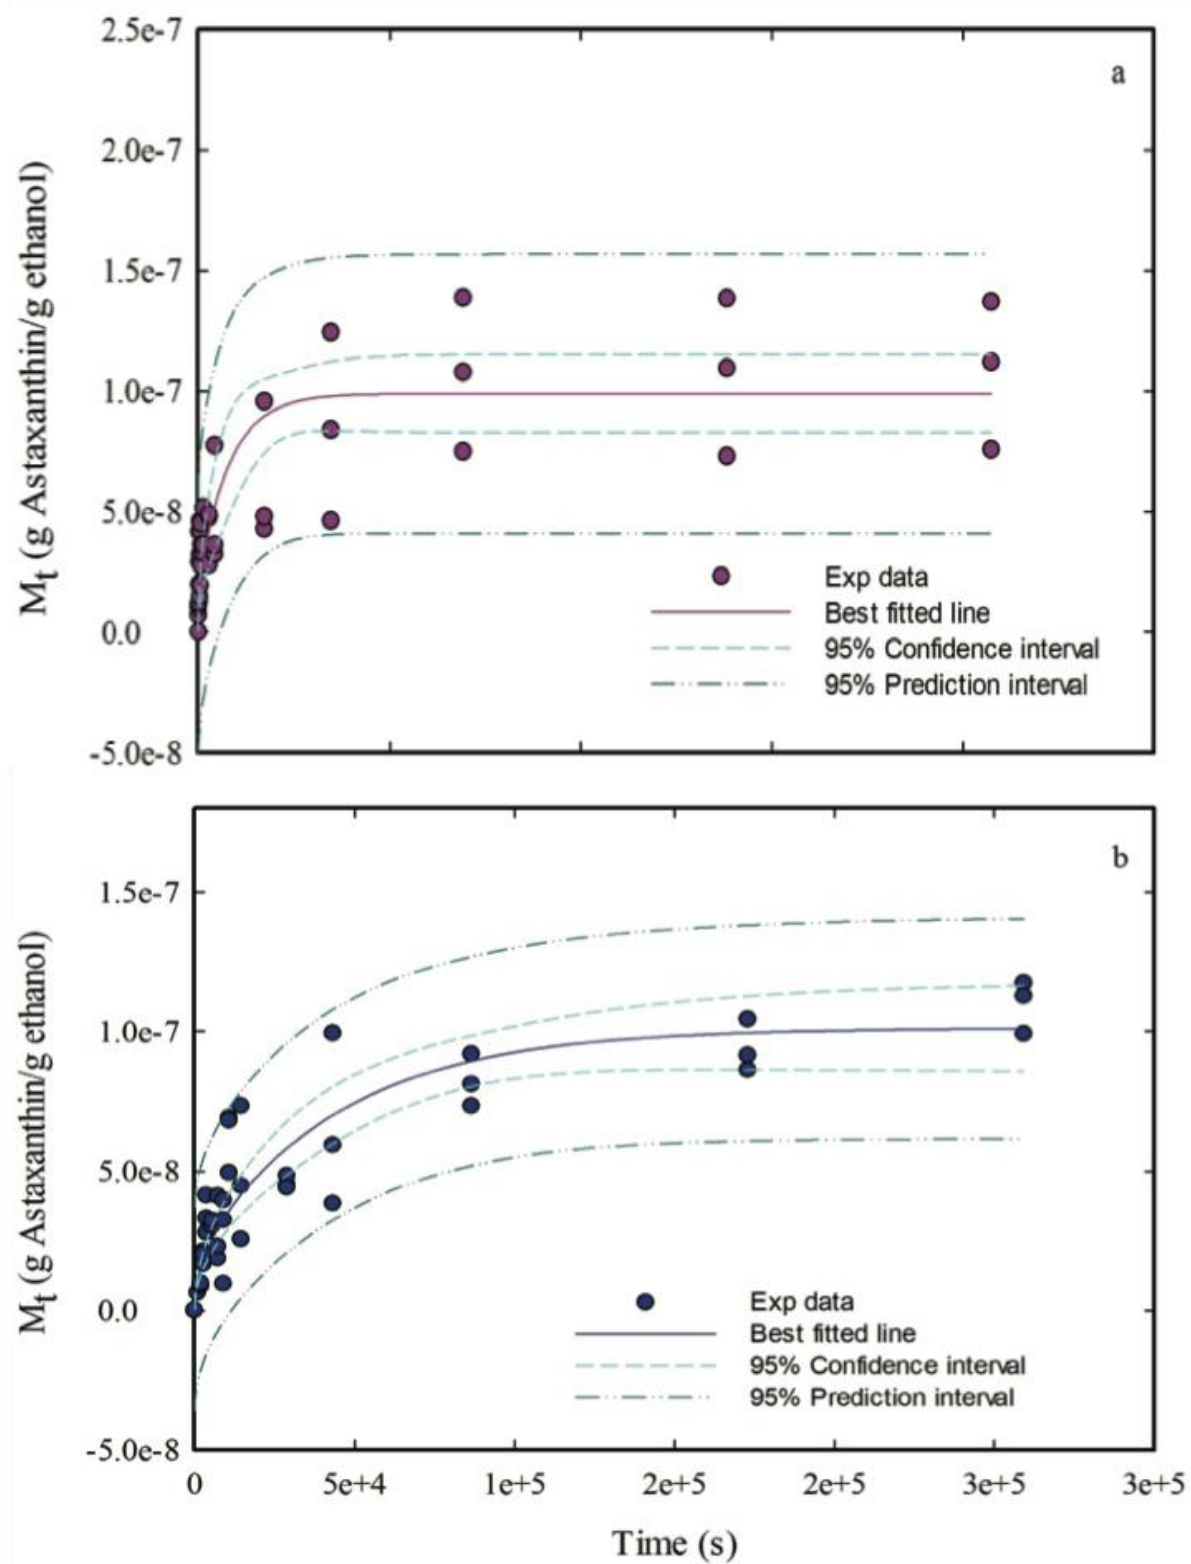 a
2.5e-7
2.0e-7
1.5e-7
1.0e-7
5.0e-8
0.0
-5.0e-8
Mt (g Astaxanthin/g ethanol)
Exp data
Best fitted line
95% Confidence interval
95% Prediction interval
b
1.5e-7
1.0e-7
5.0e-8
0.0
-5.0e-8
Mt (g Astaxanthin/g ethanol)
Exp data
Best fitted line
95% Confidence interval
95% Prediction interval
0 5e+4 1e+5 2e+5 2e+5 3e+5 3e+5
Time (s)